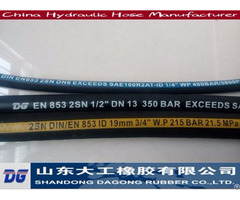 China Hydraulic Hose Manufacturer
DIN EN853 2SN DN6 EXCEEDS SAE100R2AT-ID 1/4" W.P 400BAR/5800P
DG EN 853 2SN 1/2" DN 13 350 BAR EXCEEDS SAE
2SN DIN/EN 853 ID 19mm 3/4" W.P 215 BAR 21.5 MPa
DG 山东大工橡胶有限公司
SHANDONG DAGONG RUBBER CO., LTD